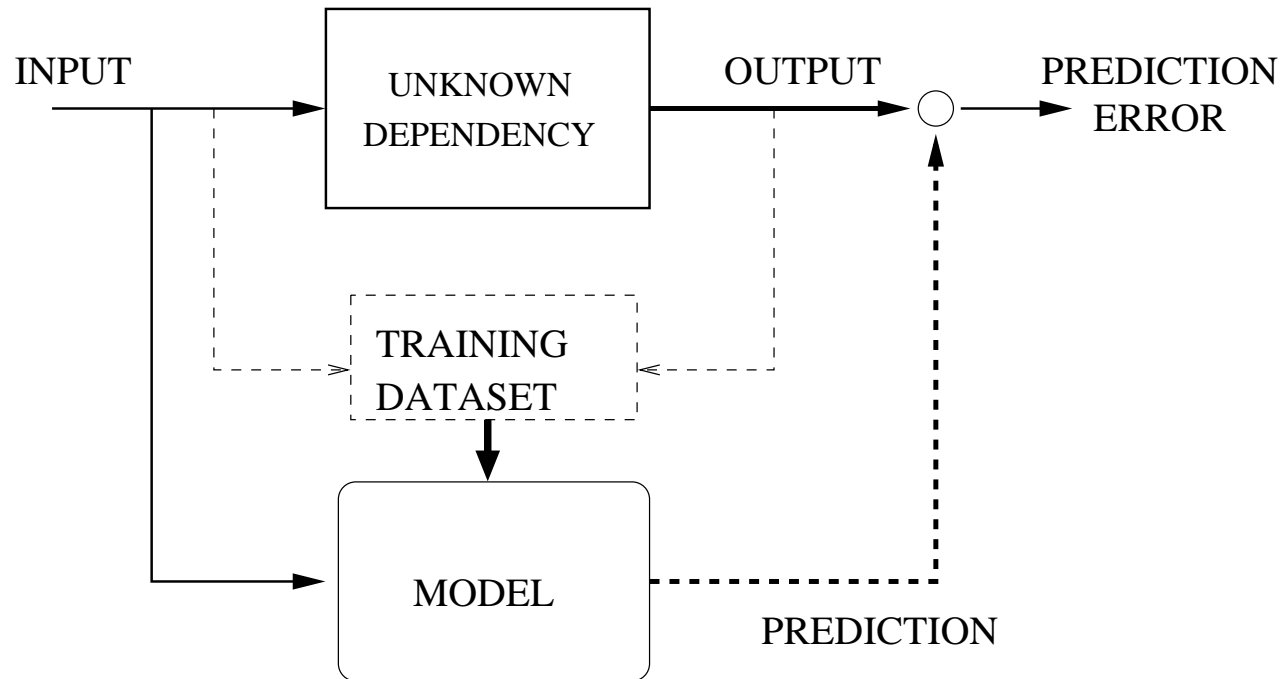 INPUT
UNKNOWN
DEPENDENCY
OUTPUT
PREDICTION
ERROR
TRAINING
DATASET
MODEL
PREDICTION